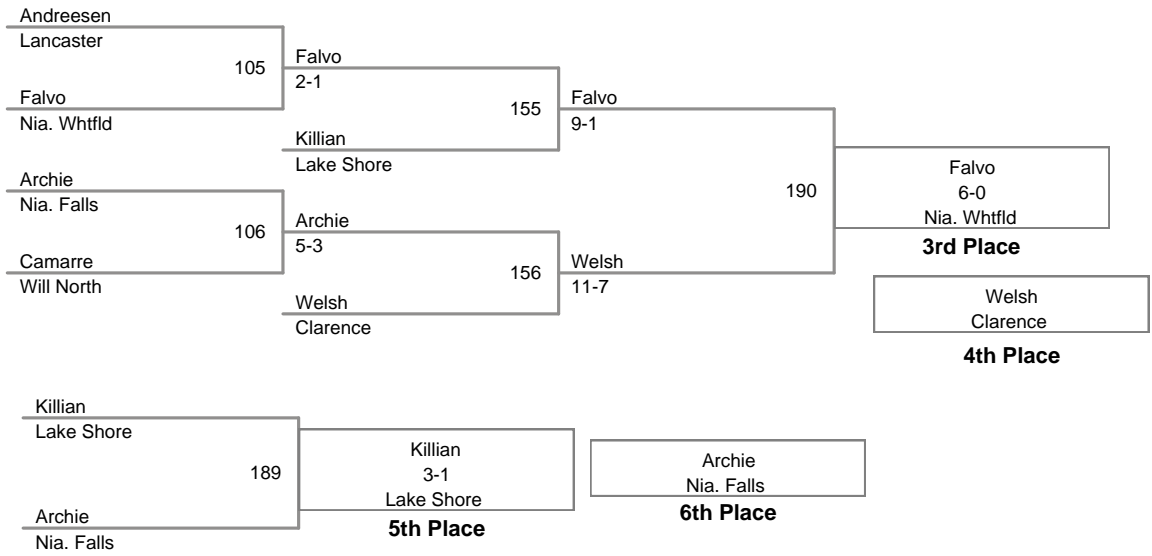 Andreesen
Lancaster
105
Falvo
Nia. Whtfld
Falvo
2-1
155
Killian
Lake Shore
Falvo
9-1
Archie
Nia. Falls
106
Camarre
Will North
Archie
5-3
156
Welsh
Clarence
Welsh
11-7
190
Falvo
6-0
Nia. Whtfld
3rd Place
Welsh
Clarence
4th Place
Killian
Lake Shore
189
Archie
Nia. Falls
Killian
3-1
Lake Shore
5th Place
Archie
Nia. Falls
6th Place